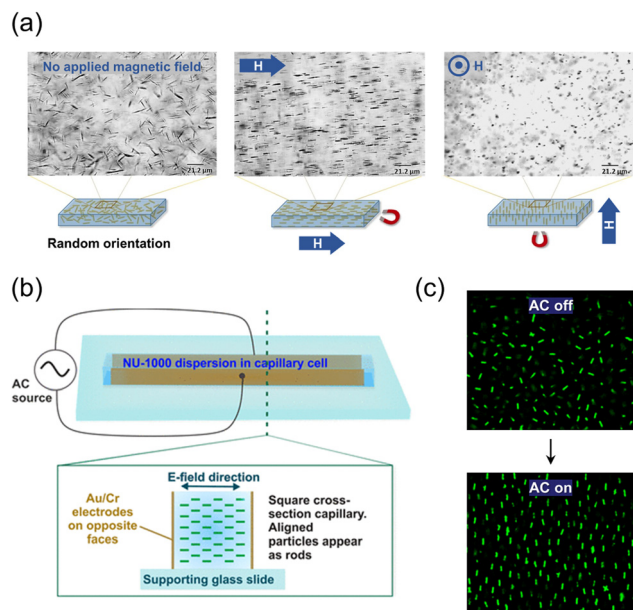 (a)
No applied magnetic field
H
H
21.2 μm
21.2 μm
21.2 μm
Random orientation
H
H
(b)
NU-1000 dispersion in capillary cell
AC
source
E-field direction
Au/Cr
electrodes
on opposite
faces
Square cross-
section capillary.
Aligned
particles appear
as rods
Supporting glass slide
(c)
AC off
AC on